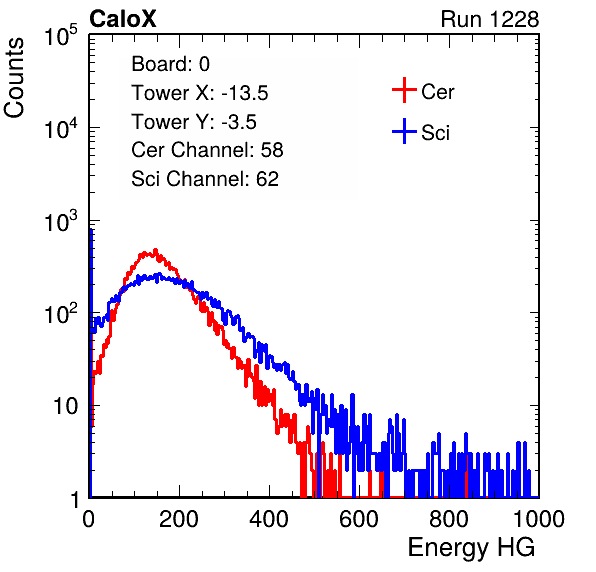 CaloX Run 1228
Counts
10^5
10^4
10^3
10^2
10
1
Board: 0
Tower X: -13.5
Tower Y: -3.5
Cer Channel: 58
Sci Channel: 62
Cer
Sci
0 200 400 600 800 1000
Energy HG